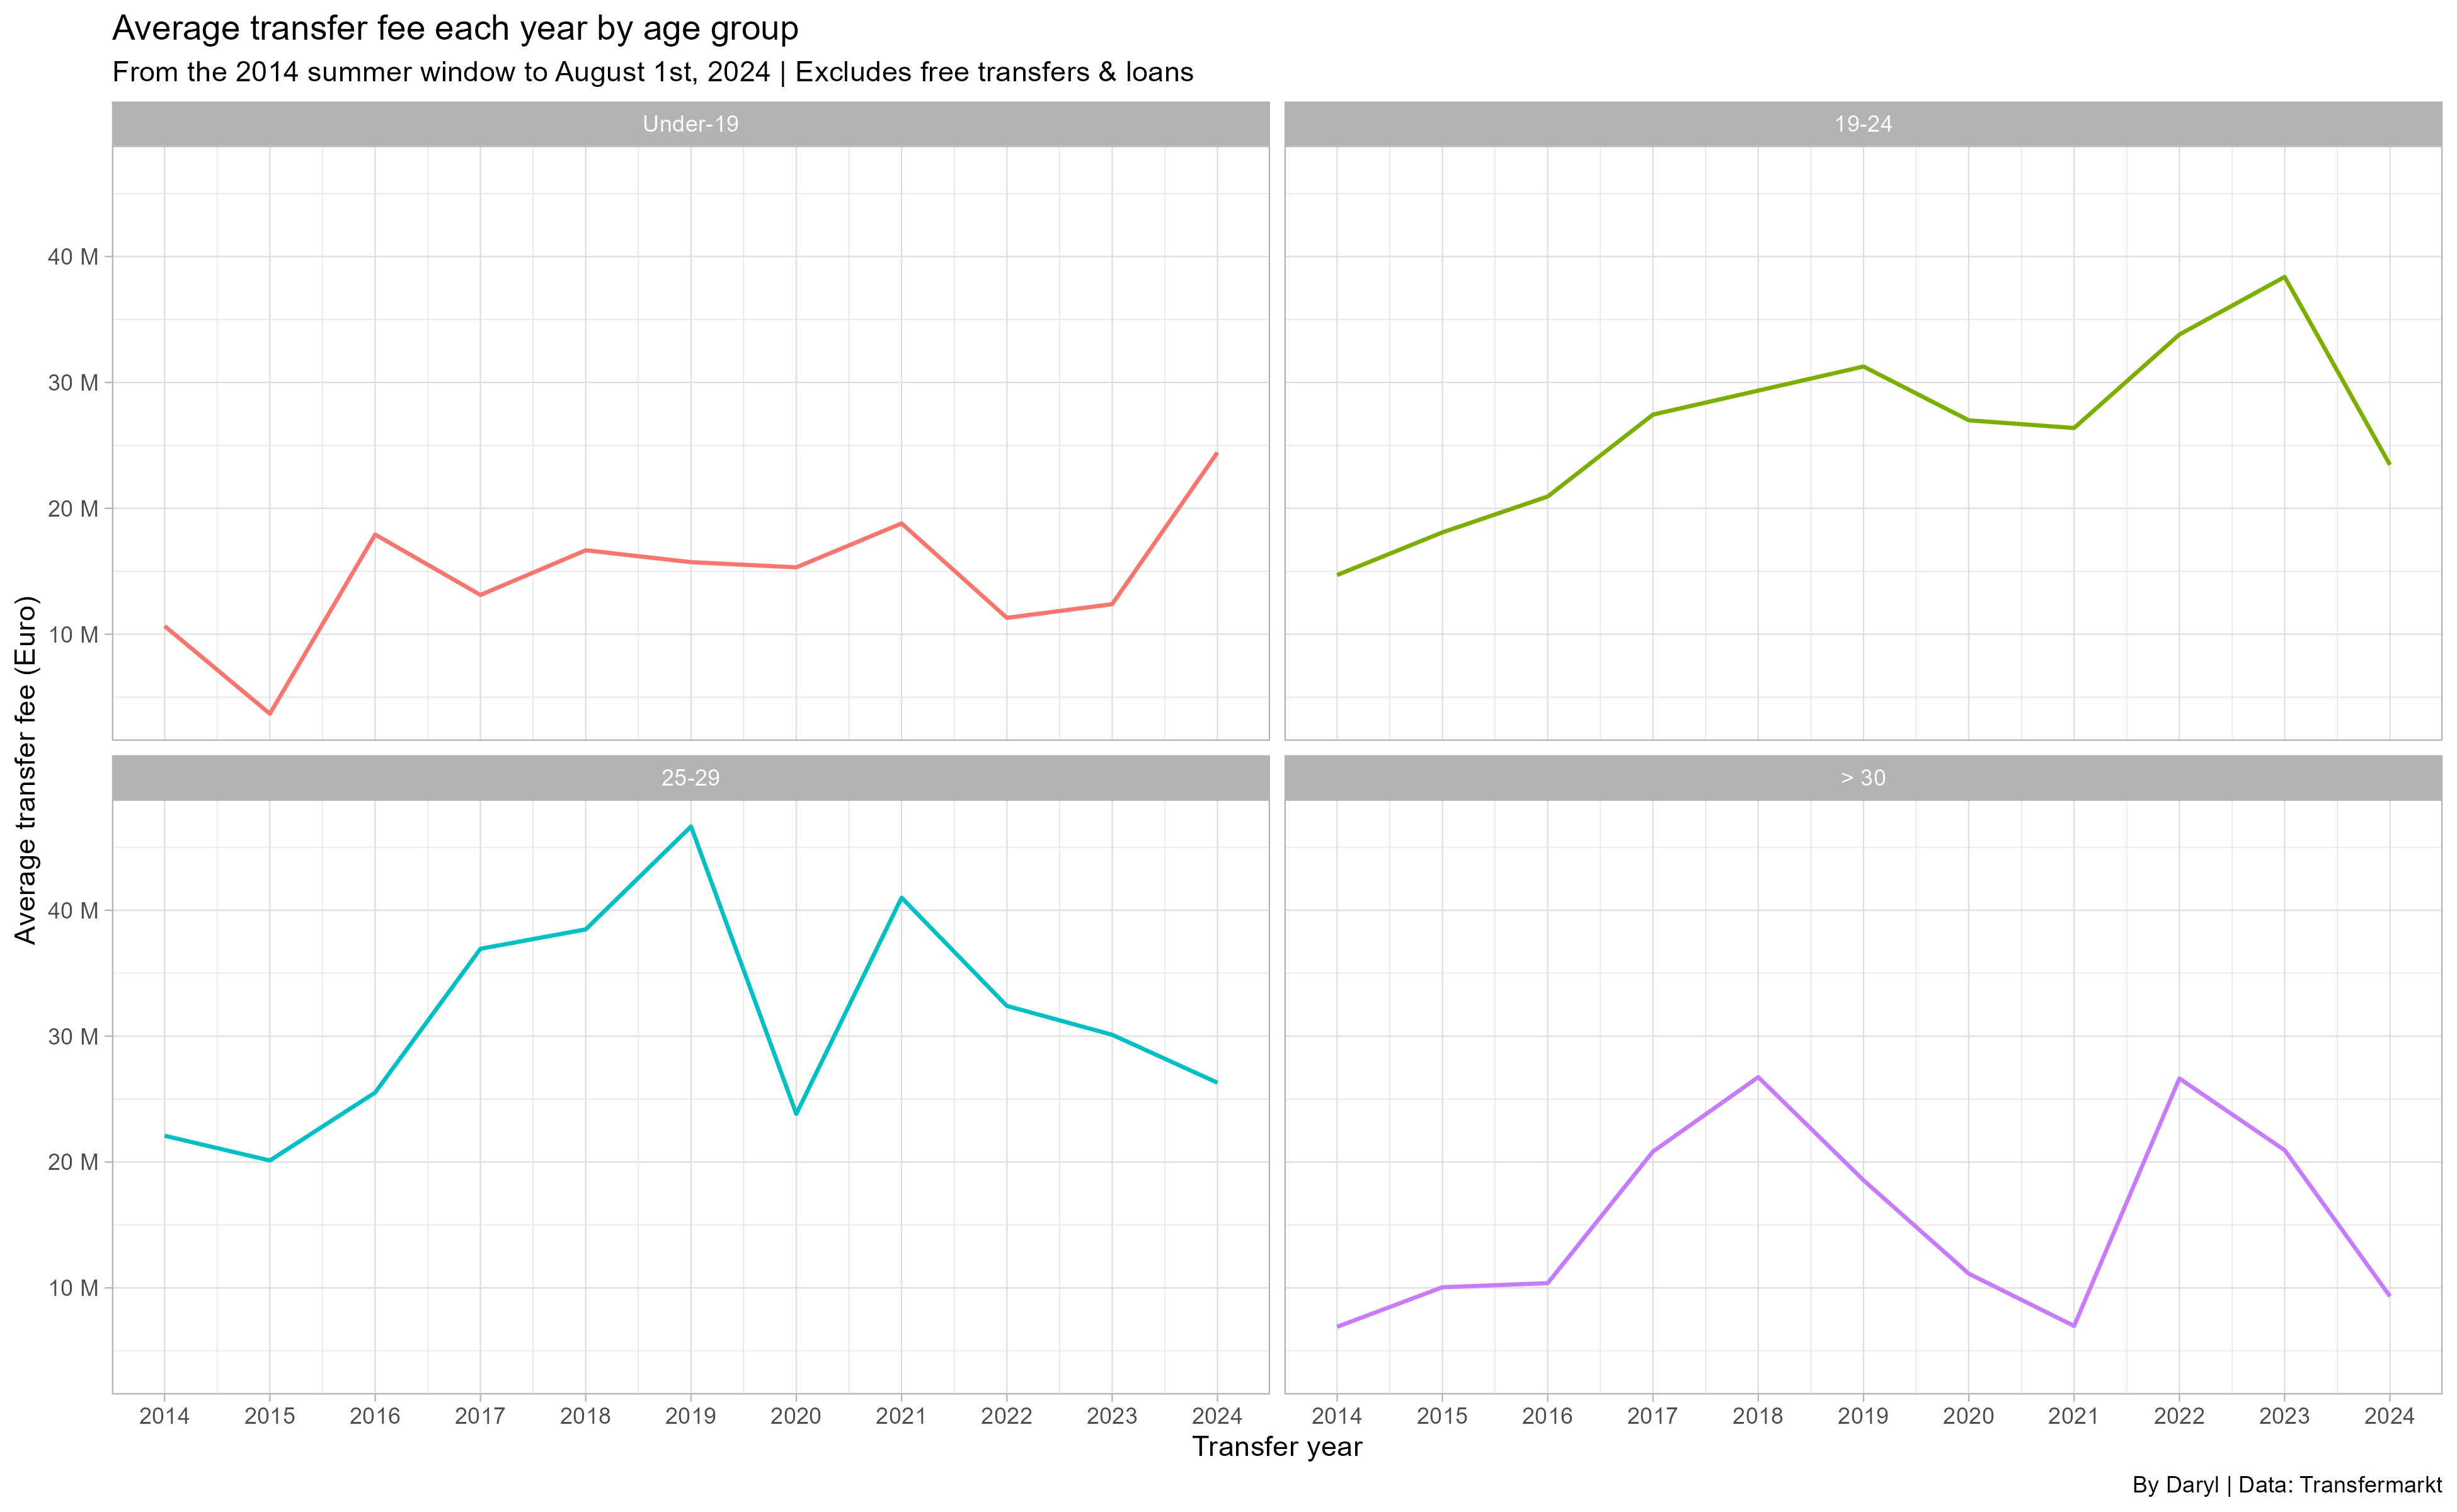 Average transfer fee each year by age group
From the 2014 summer window to August 1st, 2024 | Excludes free transfers & loans
Under-19
19-24
40 M
30 M
20 M
10 M
25-29
> 30
40 M
30 M
20 M
10 M
Average transfer fee (Euro)
2014 2015 2016 2017 2018 2019 2020 2021 2022 2023 2024
2014 2015 2016 2017 2018 2019 2020 2021 2022 2023 2024
Transfer year
By Daryl | Data: Transfermarkt